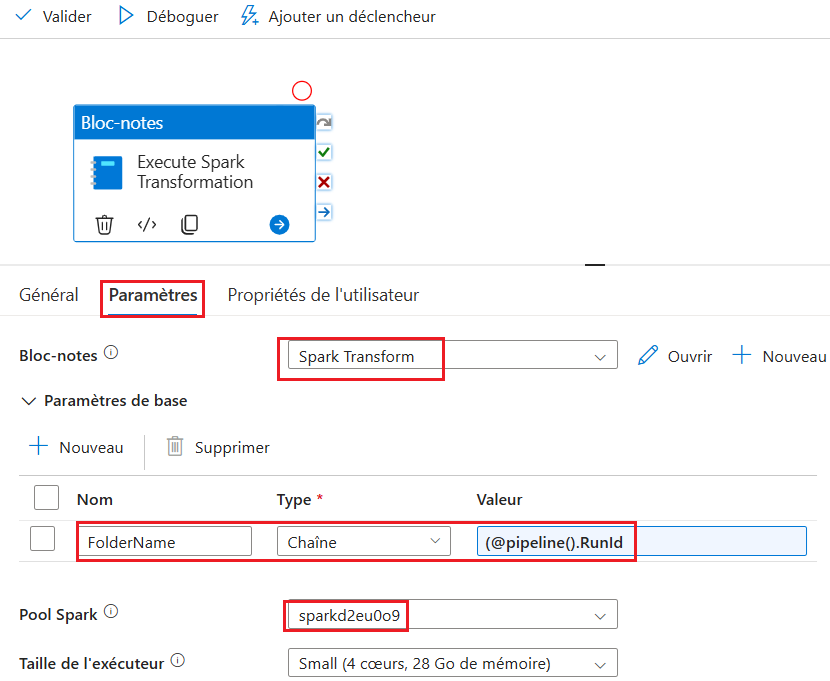 Valider Déboguer Ajouter un déclencheur
Bloc-notes
Execute Spark
Transformation
Général Paramètres Propriétés de l'utilisateur
Bloc-notes Spark Transform Ouvrir Nouveau
Paramètres de base
Nouveau Supprimer
Nom Type * Valeur
FolderName Chaîne (@pipeline().RunId
Pool Spark sparkd2eu0o9
Taille de l'exécuteur Small (4 cœurs, 28 Go de mémoire)